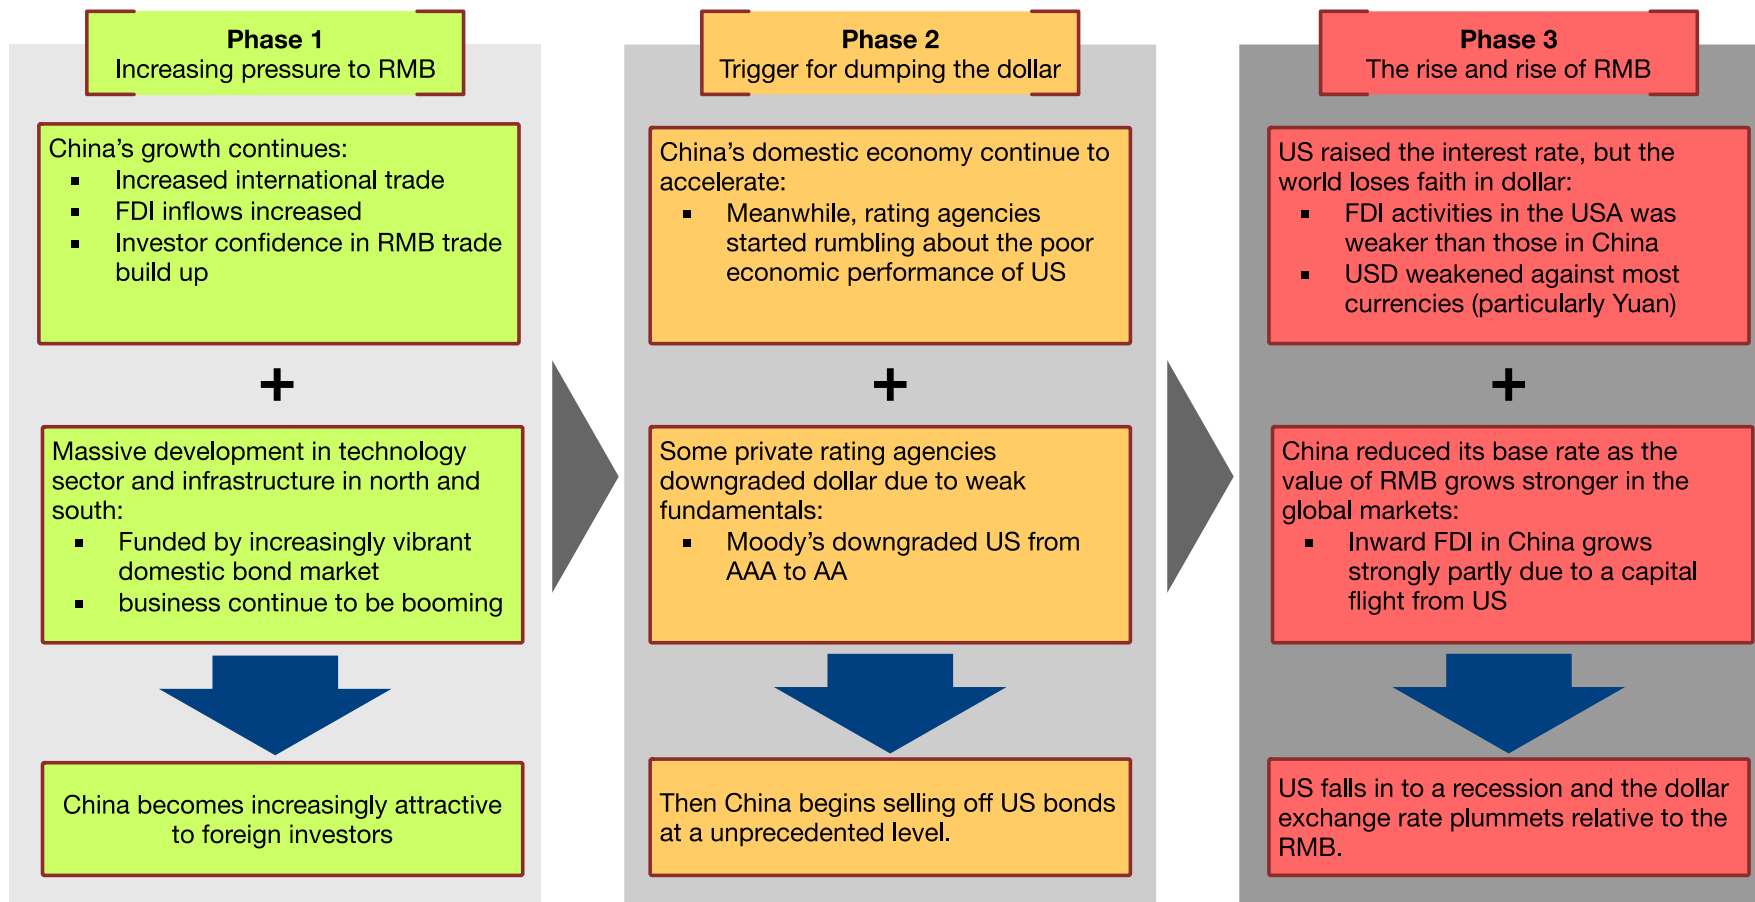 Phase 1
Increasing pressure to RMB
China's growth continues:
▪ Increased international trade
▪ FDI inflows increased
▪ Investor confidence in RMB trade
build up
+
Massive development in technology
sector and infrastructure in north and
south:
▪ Funded by increasingly vibrant
domestic bond market
▪ business continue to be booming
China becomes increasingly attractive
to foreign investors
Phase 2
Trigger for dumping the dollar
China's domestic economy continue to
accelerate:
▪ Meanwhile, rating agencies
started rumbling about the poor
economic performance of US
+
Some private rating agencies
downgraded dollar due to weak
fundamentals:
▪ Moody's downgraded US from
AAA to AA
Then China begins selling off US bonds
at a unprecedented level.
Phase 3
The rise and rise of RMB
US raised the interest rate, but the
world loses faith in dollar:
▪ FDI activities in the USA was
weaker than those in China
▪ USD weakened against most
currencies (particularly Yuan)
+
China reduced its base rate as the
value of RMB grows stronger in the
global markets:
▪ Inward FDI in China grows
strongly partly due to a capital
flight from US
US falls in to a recession and the dollar
exchange rate plummets relative to the
RMB.